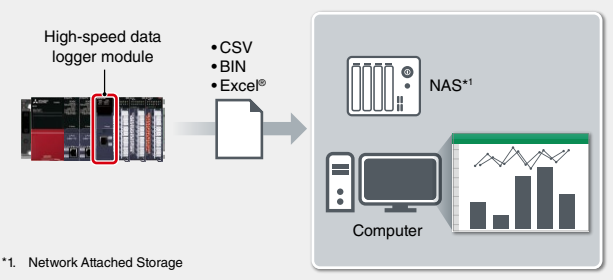 High-speed data
logger module
•CSV
•BIN
•Excel®
NAS*1
Computer
*1. Network Attached Storage